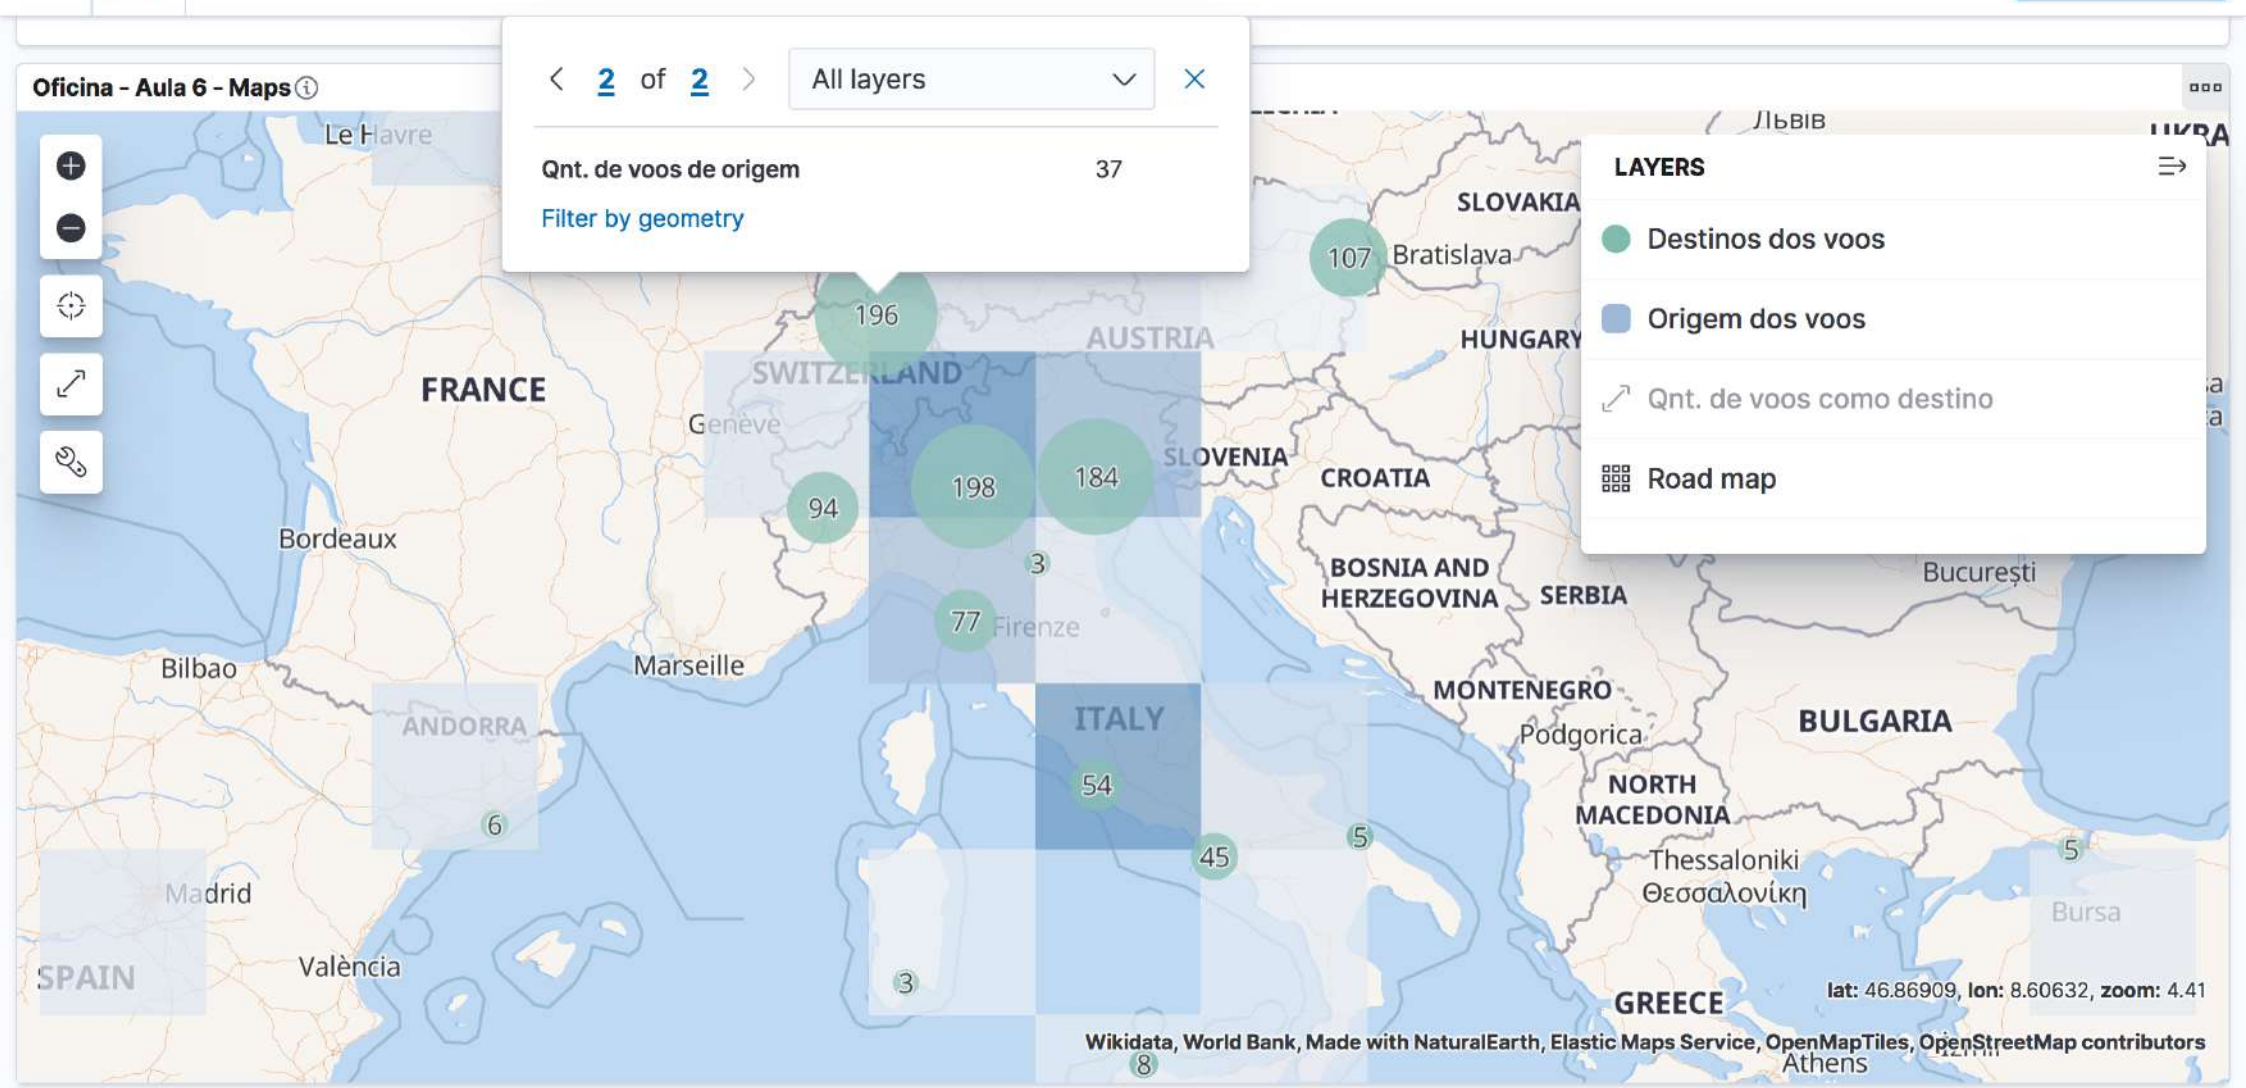 2 of 2 All layers
Oficina - Aula 6 - Maps
Qnt. de voos de origem 37
Filter by geometry
LAYERS
Destinos dos voos
Origem dos voos
Qnt. de voos como destino
Road map
Le Havre
Львів
UKRA
SLOVAKIA
107 Bratislava
196
AUSTRIA
HUNGARY
SWITZERLAND
FRANCE
Genève
SLOVENIA
CROATIA
184
198
94
Bordeaux
3
BOSNIA AND
HERZEGOVINA
SERBIA
București
77 Firenze
Bilbao
Marseille
MONTENEGRO
ITALY
ANDORRA
Podgorica
BULGARIA
54
NORTH
MACEDONIA
6
5
45
5
Thessaloniki
Θεσσαλονίκη
Madrid
Bursa
València
SPAIN
3
lat: 46.86909, lon: 8.60632, zoom: 4.41
GREECE
Wikidata, World Bank, Made with NaturalEarth, Elastic Maps Service, OpenMapTiles, OpenStreetMap contributors
8
Athens